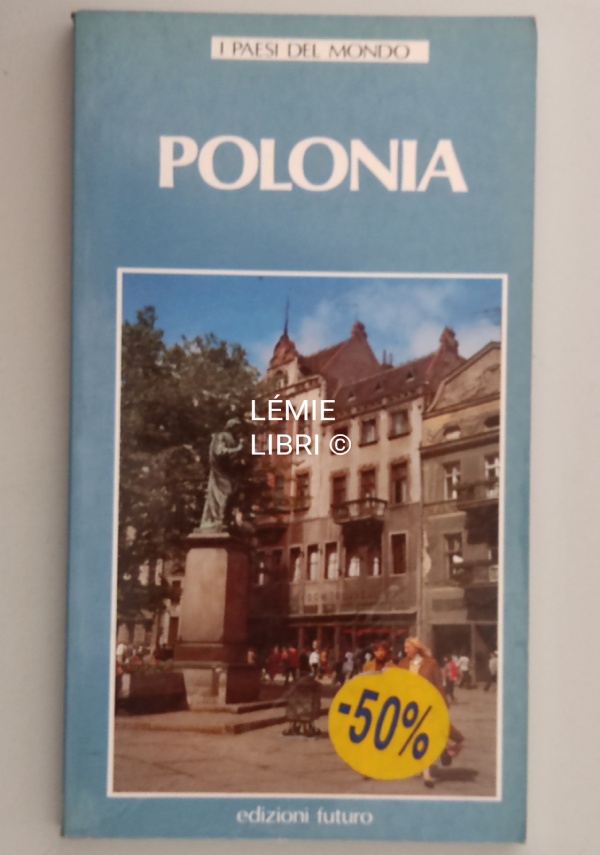 I PAESI DEL MONDO
POLONIA
LÉMIE
LIBRI ©
-50%
edizioni futuro